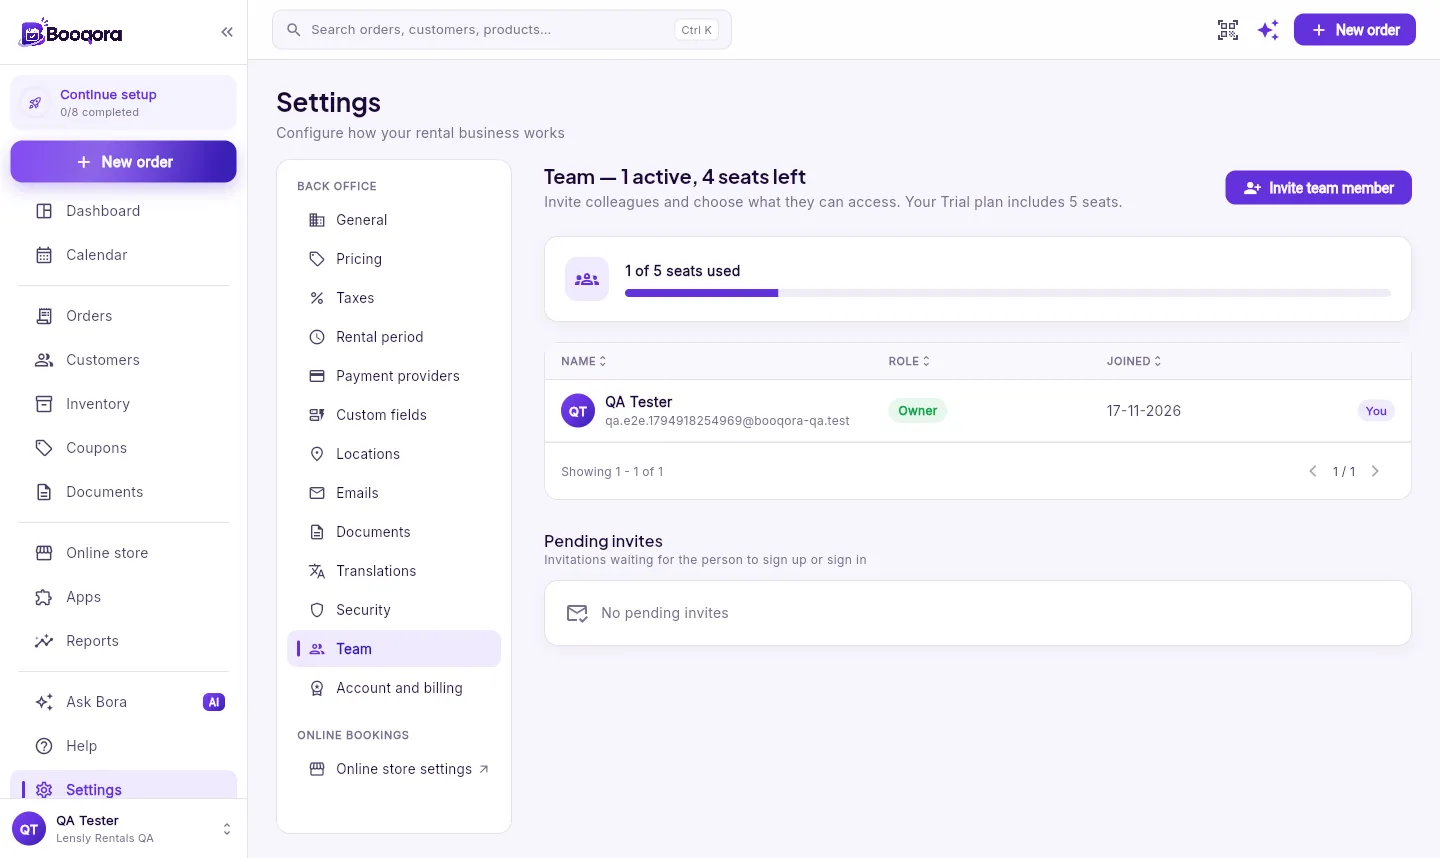 Booqora
Search orders, customers, products...
Ctrl K
New order
Continue setup
0/8 completed
New order
Dashboard
Calendar
Orders
Customers
Inventory
Coupons
Documents
Online store
Apps
Reports
Ask Bora
AI
Help
Settings
QT
QA Tester
Lensly Rentals QA
Settings
Configure how your rental business works
BACK OFFICE
General
Pricing
Taxes
Rental period
Payment providers
Custom fields
Locations
Emails
Documents
Translations
Security
Team
Account and billing
ONLINE BOOKINGS
Online store settings
Team — 1 active, 4 seats left
Invite colleagues and choose what they can access. Your Trial plan includes 5 seats.
Invite team member
1 of 5 seats used
NAME ROLE JOINED
QT
QA Tester
qa.e2e.1794918254969@booqora-qa.test
Owner
17-11-2026
You
Showing 1 - 1 of 1
1 / 1
Pending invites
Invitations waiting for the person to sign up or sign in
No pending invites